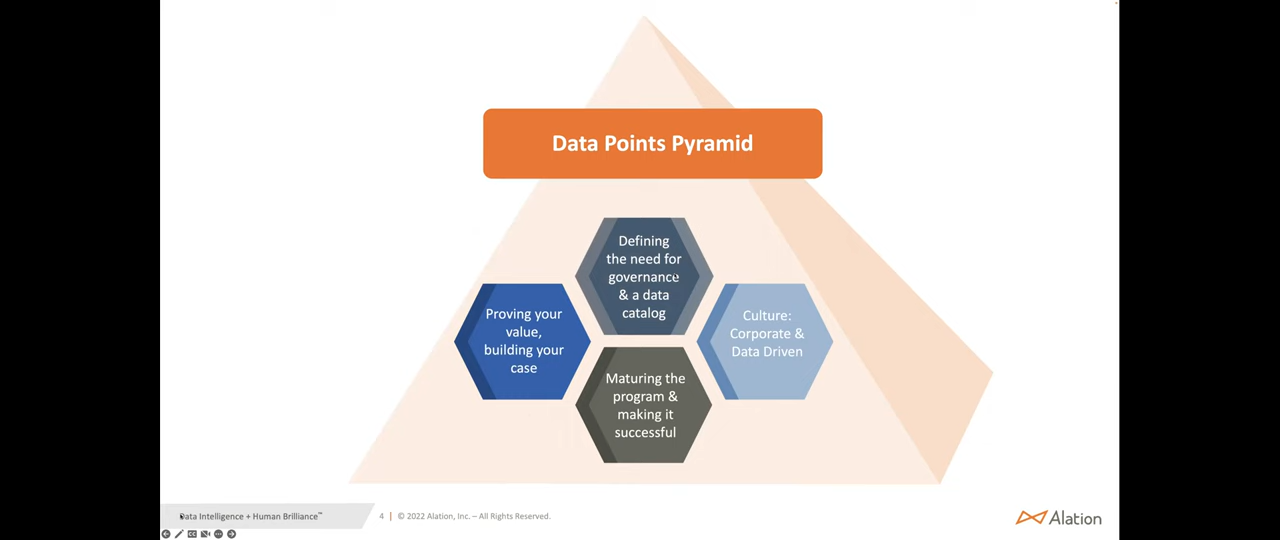 Data Points Pyramid
Defining
the need for
governance
& a data
catalog
Proving your
value,
building your
case
Culture:
Corporate &
Data Driven
Maturing the
program &
making it
successful
Data Intelligence + Human Brilliance™
4 | © 2022 Alation, Inc. – All Rights Reserved.
Alation